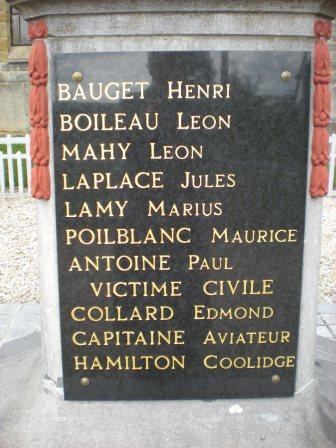 BAUGET HENRI
BOILEAU LEON
MAHY LEON
LAPLACE JULES
LAMY MARIUS
POILBLANC MAURICE
ANTOINE PAUL
VICTIME CIVILE
COLLARD EDMOND
CAPITAINE AVIATEUR
HAMILTON COOLIDGE